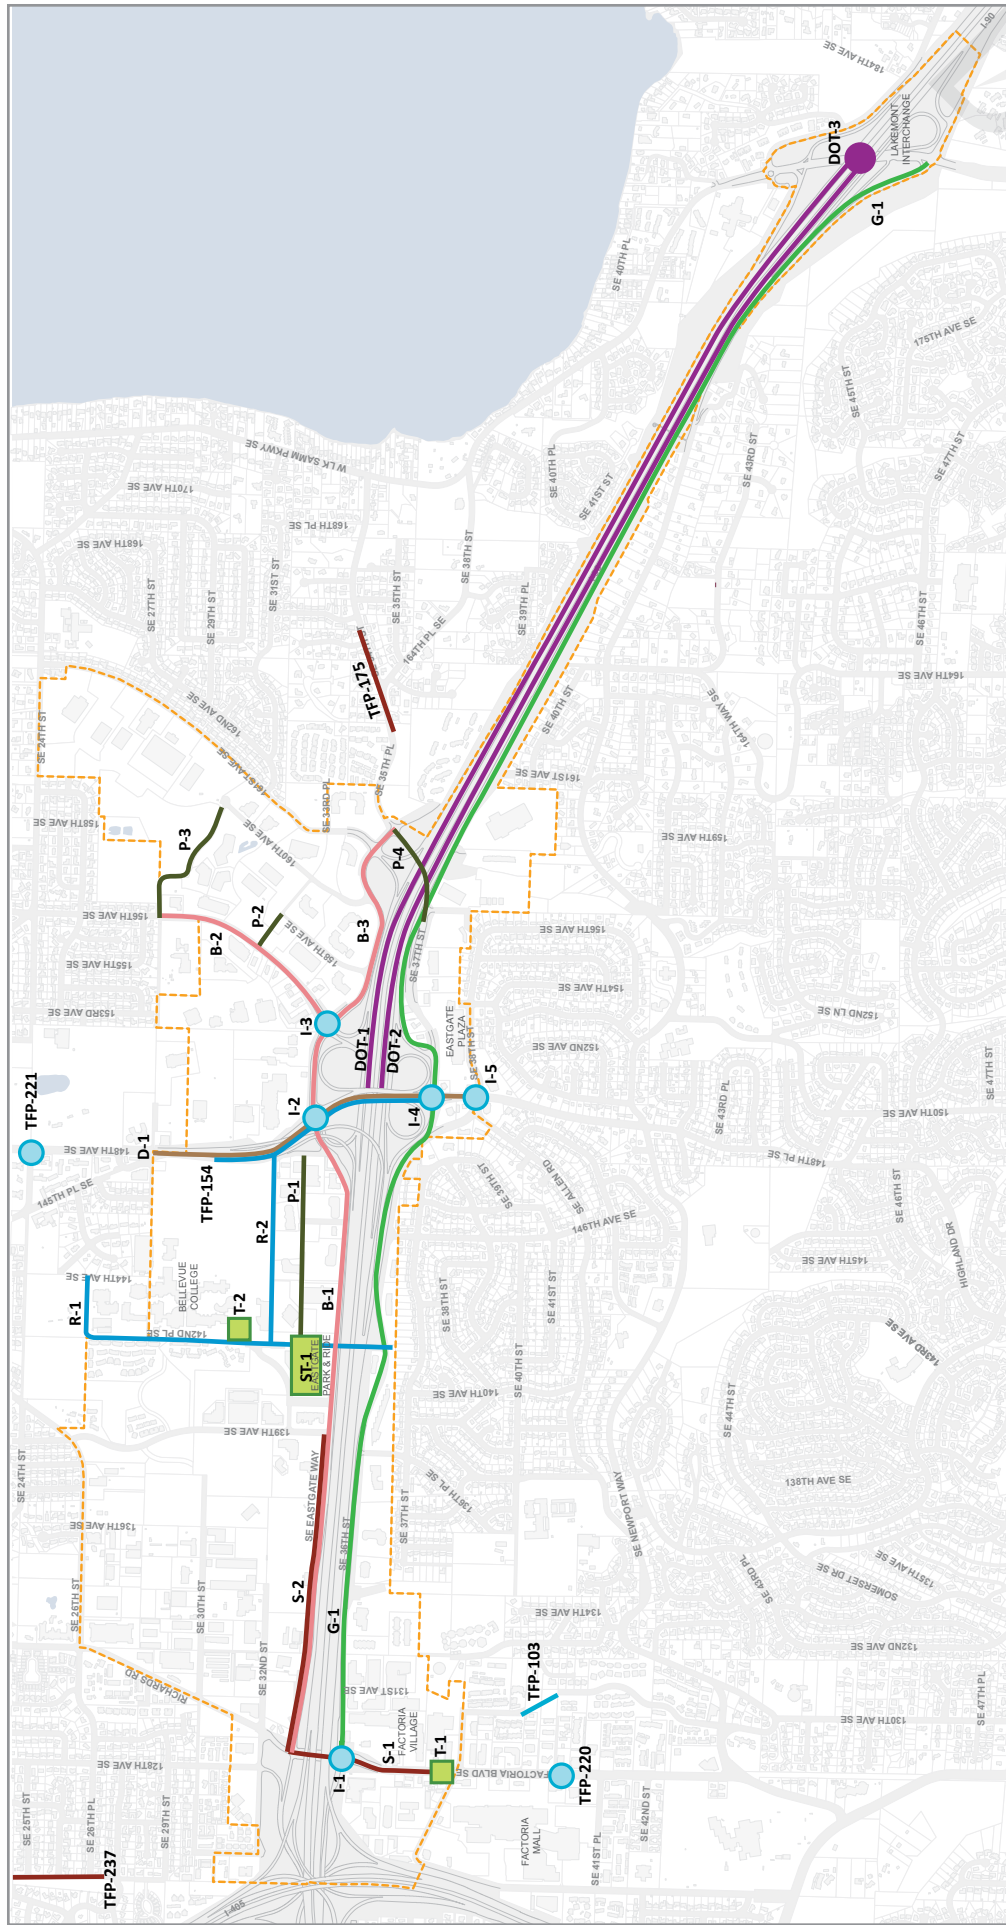 TFP-237
SE 25TH ST
SE 26TH PL
SE 29TH ST
128TH AVE SE
I-405
SE 26TH ST
RICHARDS RD
SE 24TH ST
136TH AVE SE
SE 30TH ST
SE 32ND ST
139TH AVE SE
SE EASTGATE WAY
S-2
G-1
SE 36TH ST
131ST AVE SE
FACTORIA
VILLAGE
I-1
S-1
T-1
FACTORIA BLVD SE
FACTORIA
MALL
TFP-220
TFP-103
SE 41ST PL
SE 42ND ST
130TH AVE SE
SE 47TH PL
132ND AVE SE
134TH AVE SE
SOMERSET DR SE
135TH AVE SE
SE 43RD PL
SE NEWPORT WAY
138TH AVE SE
136TH PL SE
SE 37TH ST
140TH AVE SE
SE 40TH ST
SE 44TH ST
143RD AVE SE
SE 38TH ST
SE 41ST ST
146TH AVE SE
145TH AVE SE
HIGHLAND DR
SE 46TH ST
148TH PL SE
SE ALLEN RD
SE 39TH ST
R-1
144TH AVE SE
142ND PL SE
BELLEVUE
COLLEGE
T-2
ST-1
EASTGATE
PARK & RIDE
B-1
R-2
P-1
145TH PL SE
TFP-221
148TH AVE SE
D-1
TFP-154
I-2
I-3
I-4
I-5
DOT-1
DOT-2
EASTGATE
PLAZA
SE 38TH ST
150TH AVE SE
SE 43RD PL
SE 47TH ST
152ND AVE SE
152ND LN SE
154TH AVE SE
156TH AVE SE
SE 37TH ST
153RD AVE SE
155TH AVE SE
156TH AVE SE
158TH AVE SE
B-2
P-2
158TH AVE SE
B-3
P-3
P-4
160TH AVE SE
161ST AVE SE
162ND AVE SE
SE 33RD PL
SE 35TH PL
SE 24TH ST
TFP-175
164TH PL SE
SE 35TH ST
SE 38TH ST
SE 39TH PL
SE 27TH ST
SE 29TH ST
SE 31ST ST
168TH AVE SE
168TH PL SE
170TH AVE SE
W LK SAMM PKWY SE
SE 40TH PL
SE 41ST ST
SE 40TH ST
161ST AVE SE
159TH AVE SE
164TH WAY SE
164TH AVE SE
SE 46TH ST
SE 43RD ST
SE 47TH ST
SE 45TH ST
175TH AVE SE
SE 40TH PL
G-1
DOT-3
LAKEMONT
INTERCHANGE
184TH AVE SE
I-90